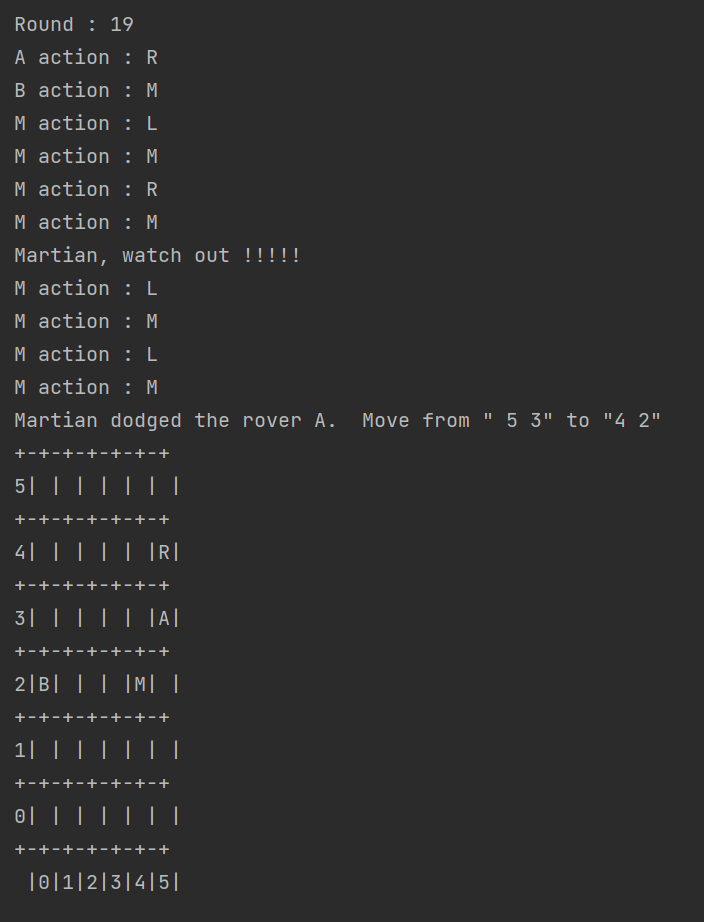 Round : 19
A action : R
B action : M
M action : L
M action : M
M action : R
M action : M
Martian, watch out !!!!!
M action : L
M action : M
M action : L
M action : M
Martian dodged the rover A.  Move from " 5 3" to "4 2"
+-+-+-+-+-+-+
5| | | | | | |
+-+-+-+-+-+-+
4| | | | | |R|
+-+-+-+-+-+-+
3| | | | | |A|
+-+-+-+-+-+-+
2|B| | | |M| |
+-+-+-+-+-+-+
1| | | | | | |
+-+-+-+-+-+-+
0| | | | | | |
+-+-+-+-+-+-+
 |0|1|2|3|4|5|